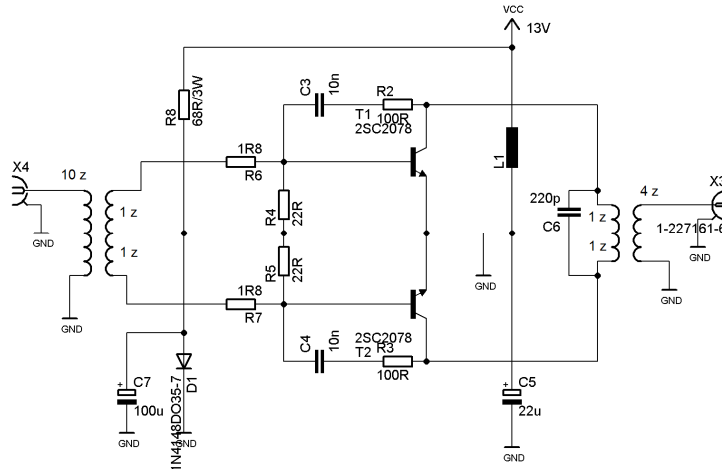 VCC
13V
C3
10n
R2
100R
T1
2SC2078
R8
68R/3W
L1
X4
10 z
1R8
R6
4 z
X3
220p
1 z
R4
22R
C6
1 z
1-227161-6
GND
1 z
R5
22R
1 z
GND
GND
1R8
R7
GND
GND
C4
10n
2SC2078
T2
R3
100R
C7
100u
D1
1N4148DO35-7
C5
22u
GND
GND
GND